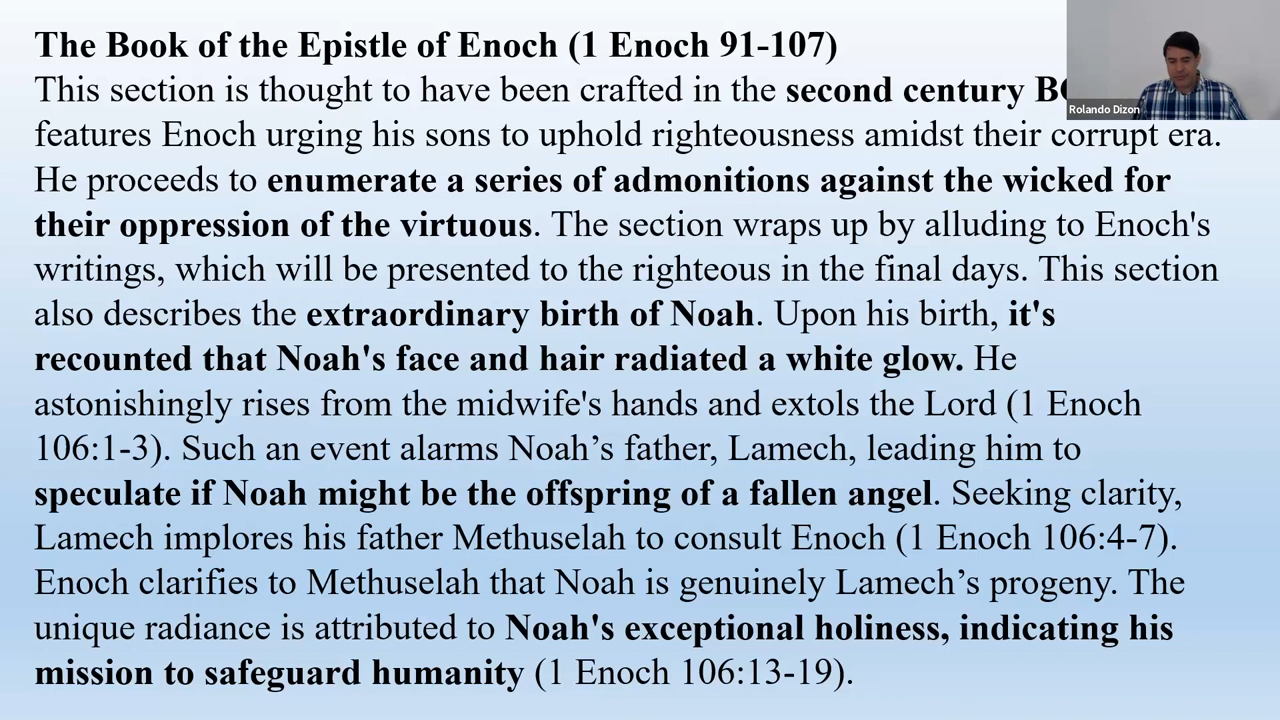 The Book of the Epistle of Enoch (1 Enoch 91-107)
This section is thought to have been crafted in the second century
Rolando Dizon
features Enoch urging his sons to uphold righteousness amidst their corrupt era.
He proceeds to enumerate a series of admonitions against the wicked for
their oppression of the virtuous. The section wraps up by alluding to Enoch's
writings, which will be presented to the righteous in the final days. This section
also describes the extraordinary birth of Noah. Upon his birth, it's
recounted that Noah's face and hair radiated a white glow. He
astonishingly rises from the midwife's hands and extols the Lord (1 Enoch
106:1-3). Such an event alarms Noah’s father, Lamech, leading him to
speculate if Noah might be the offspring of a fallen angel. Seeking clarity,
Lamech implores his father Methuselah to consult Enoch (1 Enoch 106:4-7).
Enoch clarifies to Methuselah that Noah is genuinely Lamech’s progeny. The
unique radiance is attributed to Noah's exceptional holiness, indicating his
mission to safeguard humanity (1 Enoch 106:13-19).